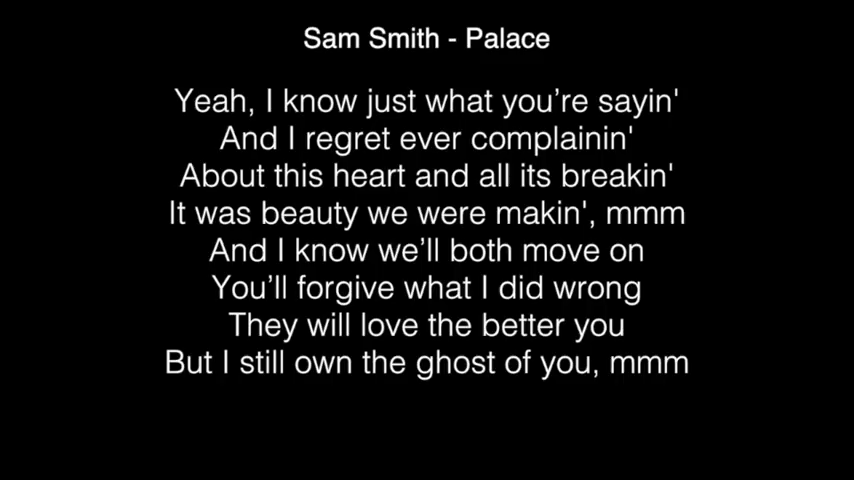 Sam Smith - Palace
Yeah, I know just what you’re sayin'
And I regret ever complainin'
About this heart and all its breakin'
It was beauty we were makin', mmm
And I know we’ll both move on
You’ll forgive what I did wrong
They will love the better you
But I still own the ghost of you, mmm